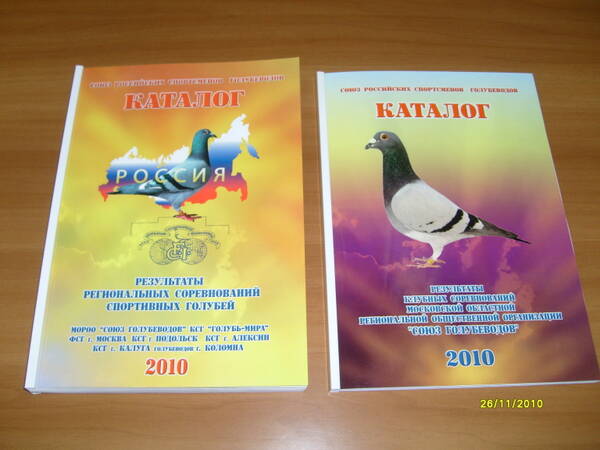 СОЮЗ РОССИЙСКИХ СПОРТСМЕНОВ ГОЛУБЕВОДОВ
КАТАЛОГ
РОССИЯ
РЕЗУЛЬТАТЫ
РЕГИОНАЛЬНЫХ СОРЕВНОВАНИЙ
СПОРТИВНЫХ ГОЛУБЕЙ
МОРОО "СОЮЗ ГОЛУБЕВОДОВ" КСГ "ГОЛУБЬ-МИРА"
ФСГ г. МОСКВА КСГ г ПОДОЛЬСК КСГ г. АЛЕКСИН
КСГ г. КАЛУГА ГОЛУБЕВОДОВ г. КОЛОМНА
2010
СОЮЗ РОССИЙСКИХ СПОРТСМЕНОВ ГОЛУБЕВОДОВ
КАТАЛОГ
РЕЗУЛЬТАТЫ
КЛУБНЫХ СОРЕВНОВАНИЙ
МОСКОВСКОЙ ОБЛАСТНОЙ
РЕГИОНАЛЬНОЙ ОБЩЕСТВЕННОЙ ОРГАНИЗАЦИИ
"СОЮЗ ГОЛУБЕВОДОВ"
2010
26/11/2010